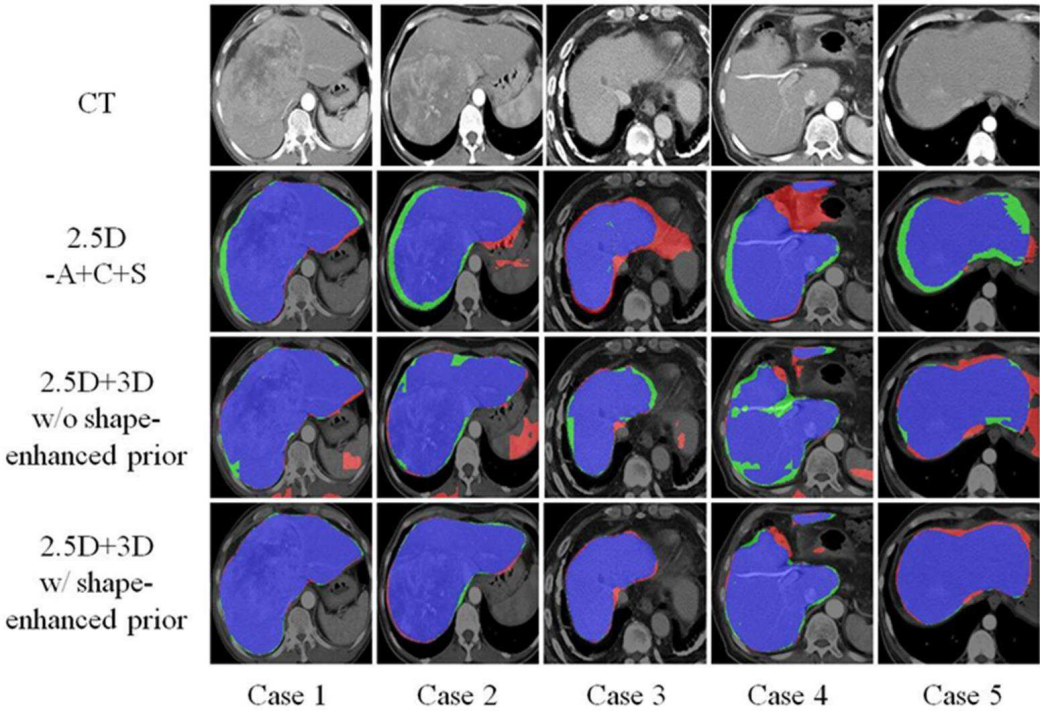 CT
2.5D
-A+C+S
2.5D+3D
w/o shape-
enhanced prior
2.5D+3D
w/ shape-
enhanced prior
Case 1 Case 2 Case 3 Case 4 Case 5